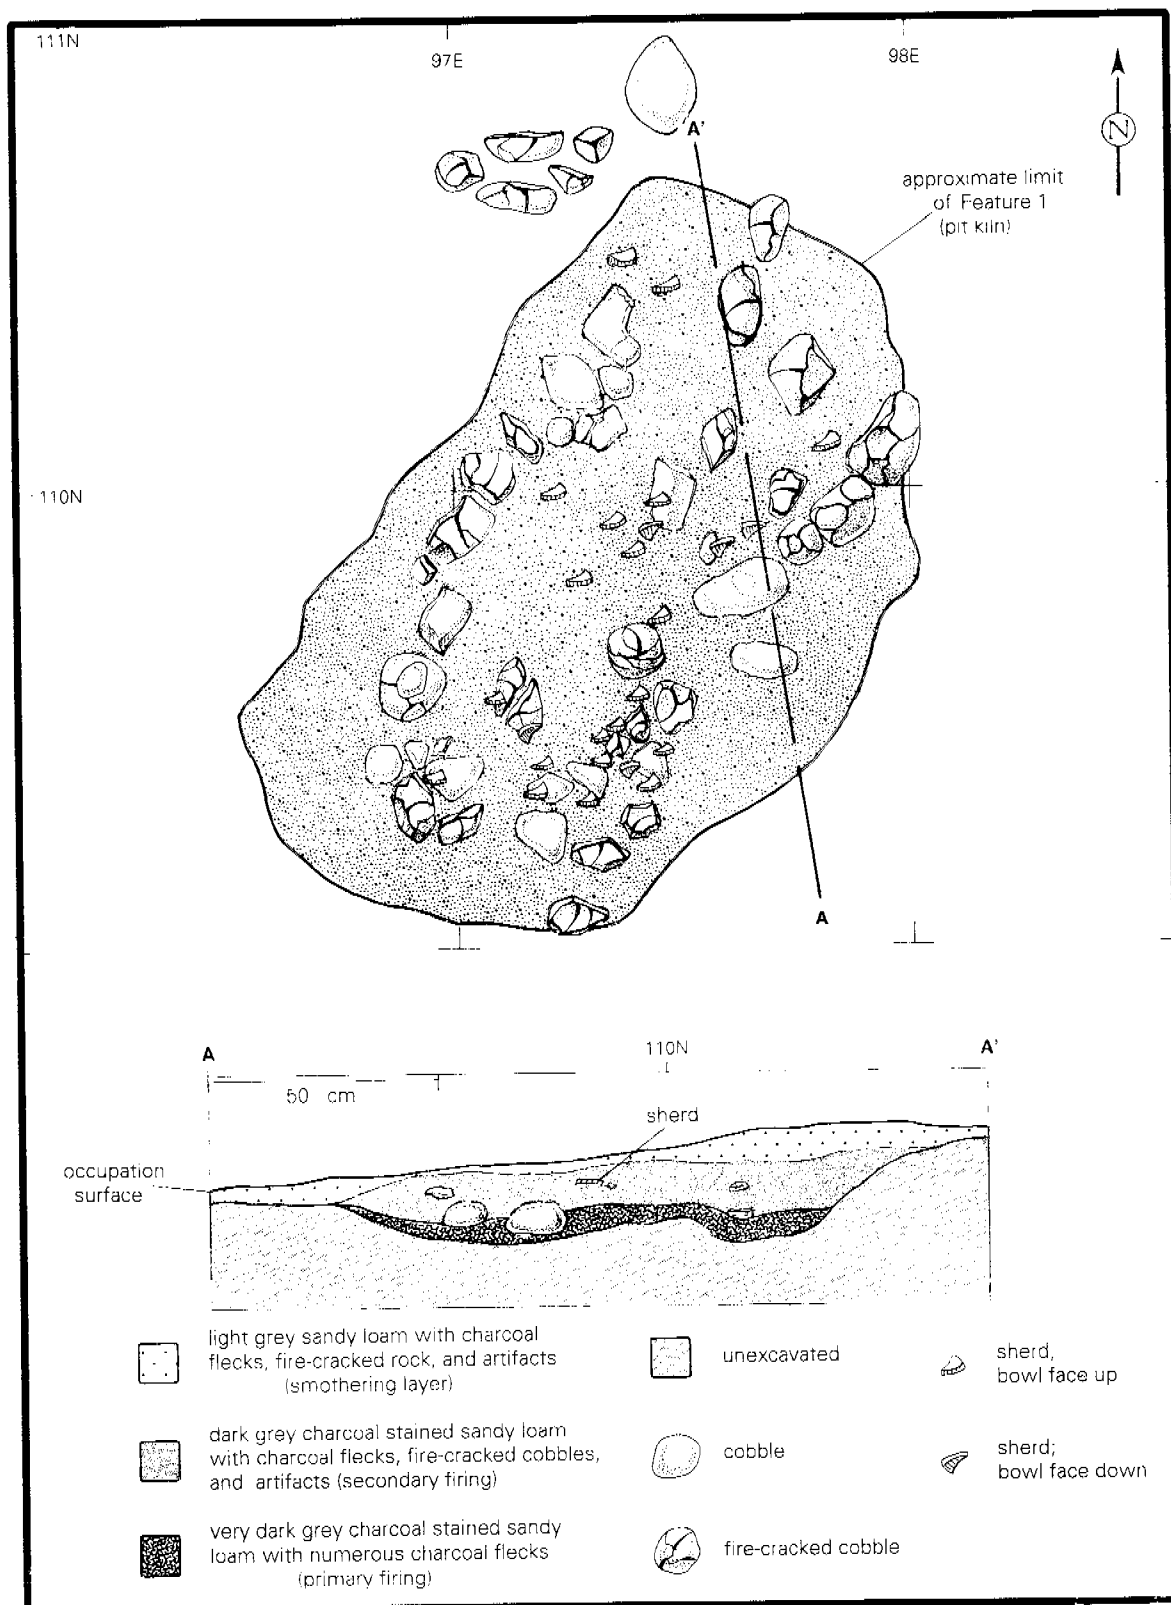 111N
97E
98E
N
A'
approximate limit
of Feature 1
(pit kiln)
110N
A
A
110N
A'
50 cm
sherd
occupation
surface
light grey sandy loam with charcoal
flecks, fire-cracked rock, and artifacts
(smothering layer)
unexcavated
sherd,
bowl face up
dark grey charcoal stained sandy loam
with charcoal flecks, fire-cracked cobbles,
and artifacts (secondary firing)
cobble
sherd;
bowl face down
very dark grey charcoal stained sandy
loam with numerous charcoal flecks
(primary firing)
fire-cracked cobble